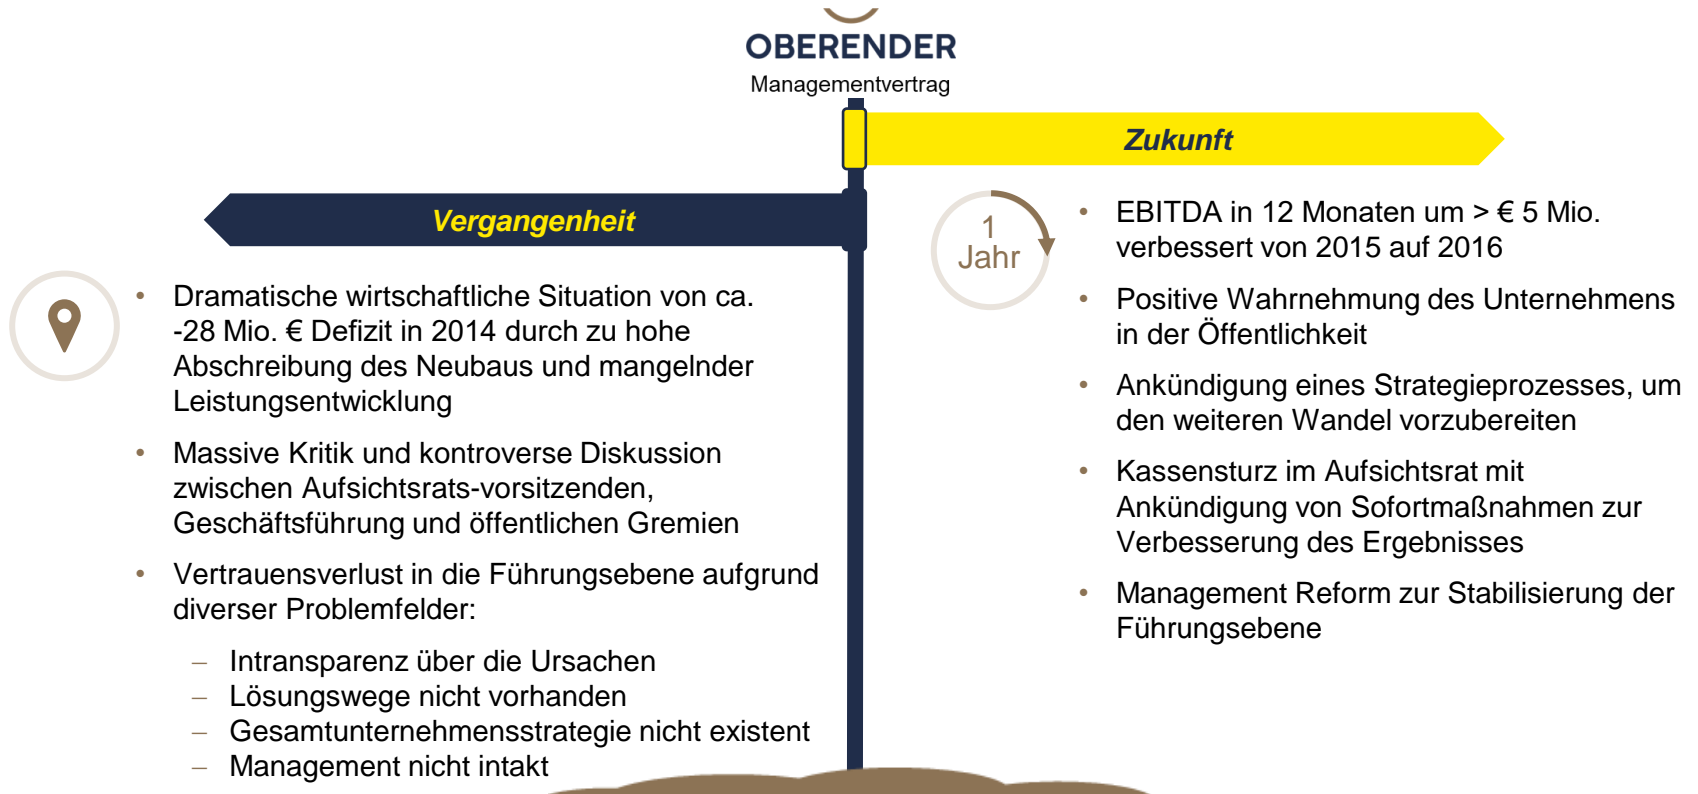 OBERENDER
Managementvertrag
Zukunft
Vergangenheit
Dramatische wirtschaftliche Situation von ca.
-28 Mio. € Defizit in 2014 durch zu hohe
Abschreibung des Neubaus und mangelnder
Leistungsentwicklung
• Massive Kritik und kontroverse Diskussion
zwischen Aufsichtsrats-vorsitzenden,
Geschäftsführung und öffentlichen Gremien
• Vertrauensverlust in die Führungsebene aufgrund
diverser Problemfelder:
– Intransparenz über die Ursachen
– Lösungswege nicht vorhanden
– Gesamtunternehmensstrategie nicht existent
– Management nicht intakt
1
Jahr
• EBITDA in 12 Monaten um > € 5 Mio.
verbessert von 2015 auf 2016
• Positive Wahrnehmung des Unternehmens
in der Öffentlichkeit
• Ankündigung eines Strategieprozesses, um
den weiteren Wandel vorzubereiten
• Kassensturz im Aufsichtsrat mit
Ankündigung von Sofortmaßnahmen zur
Verbesserung des Ergebnisses
• Management Reform zur Stabilisierung der
Führungsebene